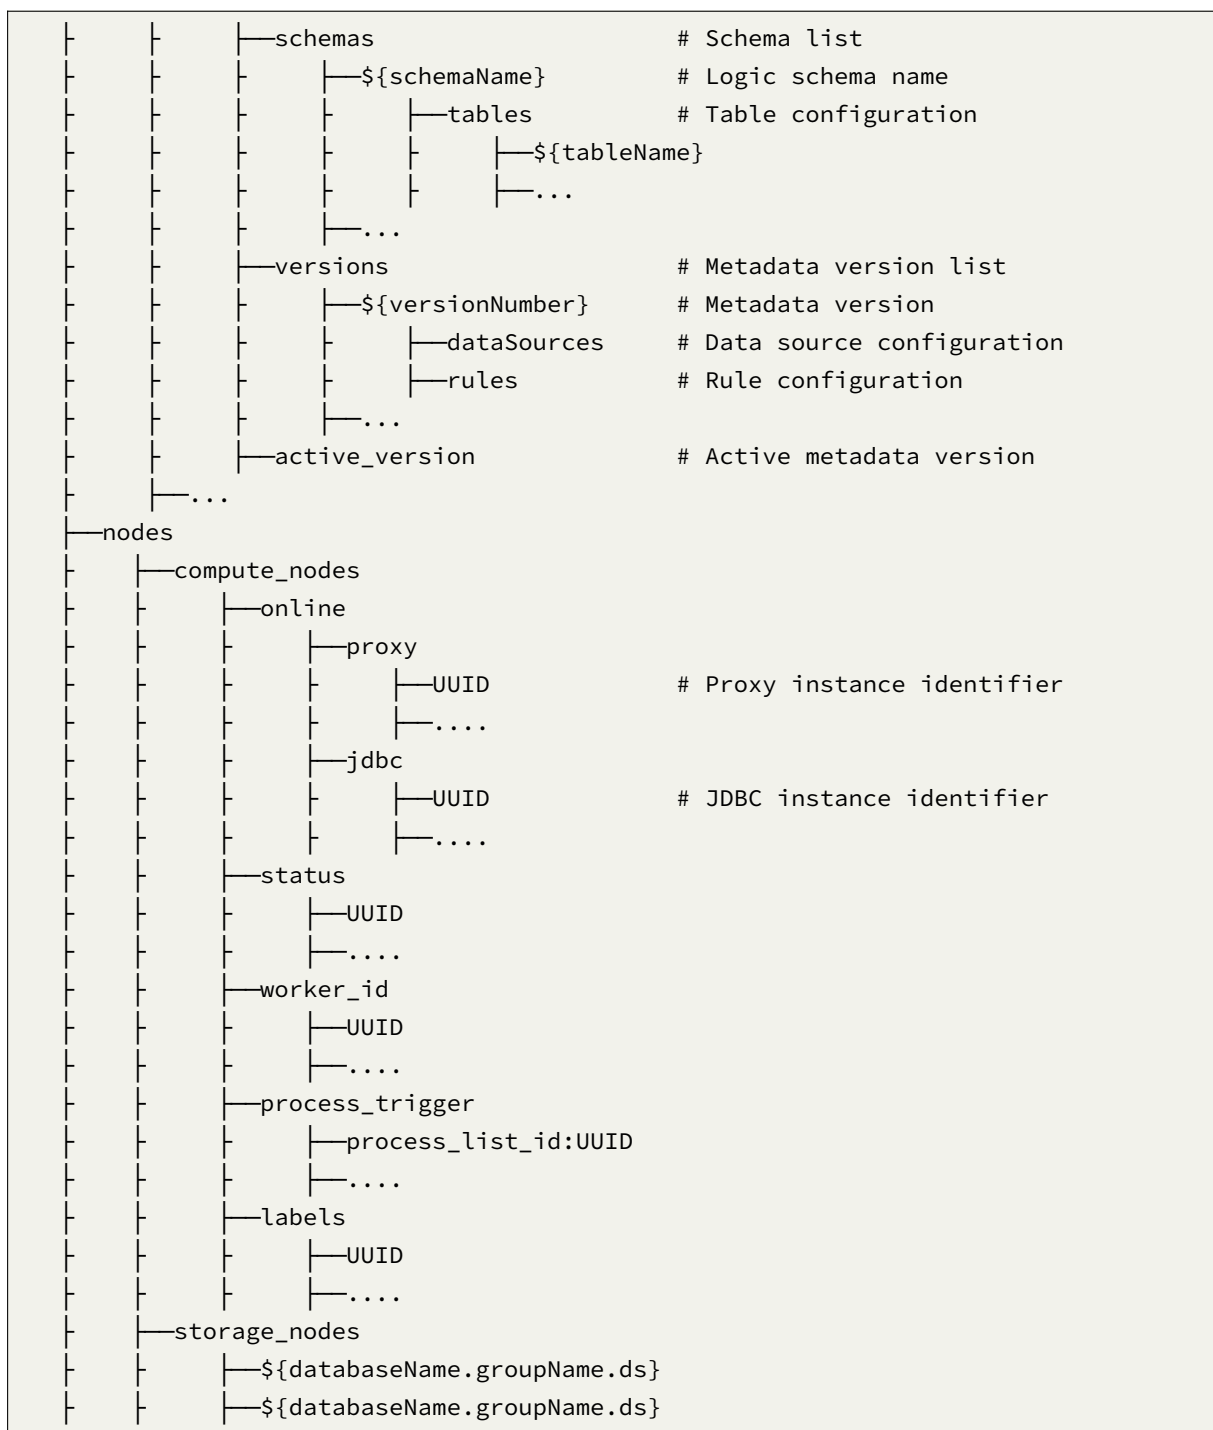 ├      ├      ├──schemas                     # Schema list
├      ├      ├      ├──${schemaName}        # Logic schema name
├      ├      ├      ├      ├──tables        # Table configuration
├      ├      ├      ├      ├      ├──${tableName}
├      ├      ├      ├      ├      ├──...
├      ├      ├      ├──...
├      ├      ├──versions                    # Metadata version list
├      ├      ├      ├──${versionNumber}     # Metadata version
├      ├      ├      ├      ├──dataSources   # Data source configuration
├      ├      ├      ├      ├──rules         # Rule configuration
├      ├      ├      ├──...
├      ├      ├──active_version              # Active metadata version
├      ├──...
├──nodes
├     ├──compute_nodes
├     ├     ├──online
├     ├     ├     ├──proxy
├     ├     ├     ├     ├──UUID             # Proxy instance identifier
├     ├     ├     ├     ├──....
├     ├     ├     ├──jdbc
├     ├     ├     ├     ├──UUID             # JDBC instance identifier
├     ├     ├     ├     ├──....
├     ├     ├──status
├     ├     ├     ├──UUID
├     ├     ├     ├──....
├     ├     ├──worker_id
├     ├     ├     ├──UUID
├     ├     ├     ├──....
├     ├     ├──process_trigger
├     ├     ├     ├──process_list_id:UUID
├     ├     ├     ├──....
├     ├     ├──labels
├     ├     ├     ├──UUID
├     ├     ├     ├──....
├     ├──storage_nodes
├     ├     ├──${databaseName.groupName.ds}
├     ├     ├──${databaseName.groupName.ds}